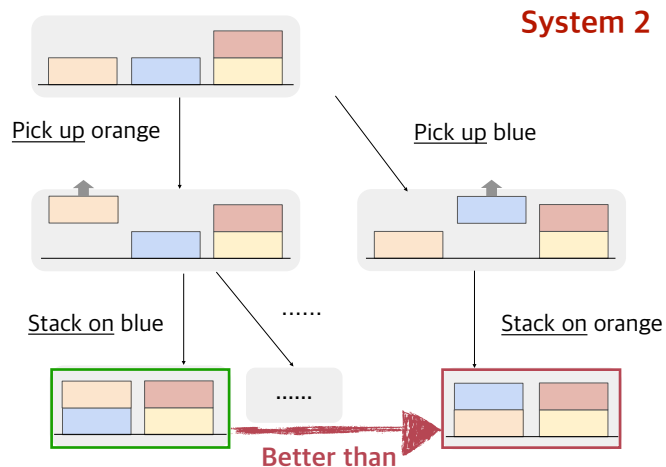 System 2
Pick up orange
Pick up blue
......
Stack on blue
Stack on orange
......
Better than